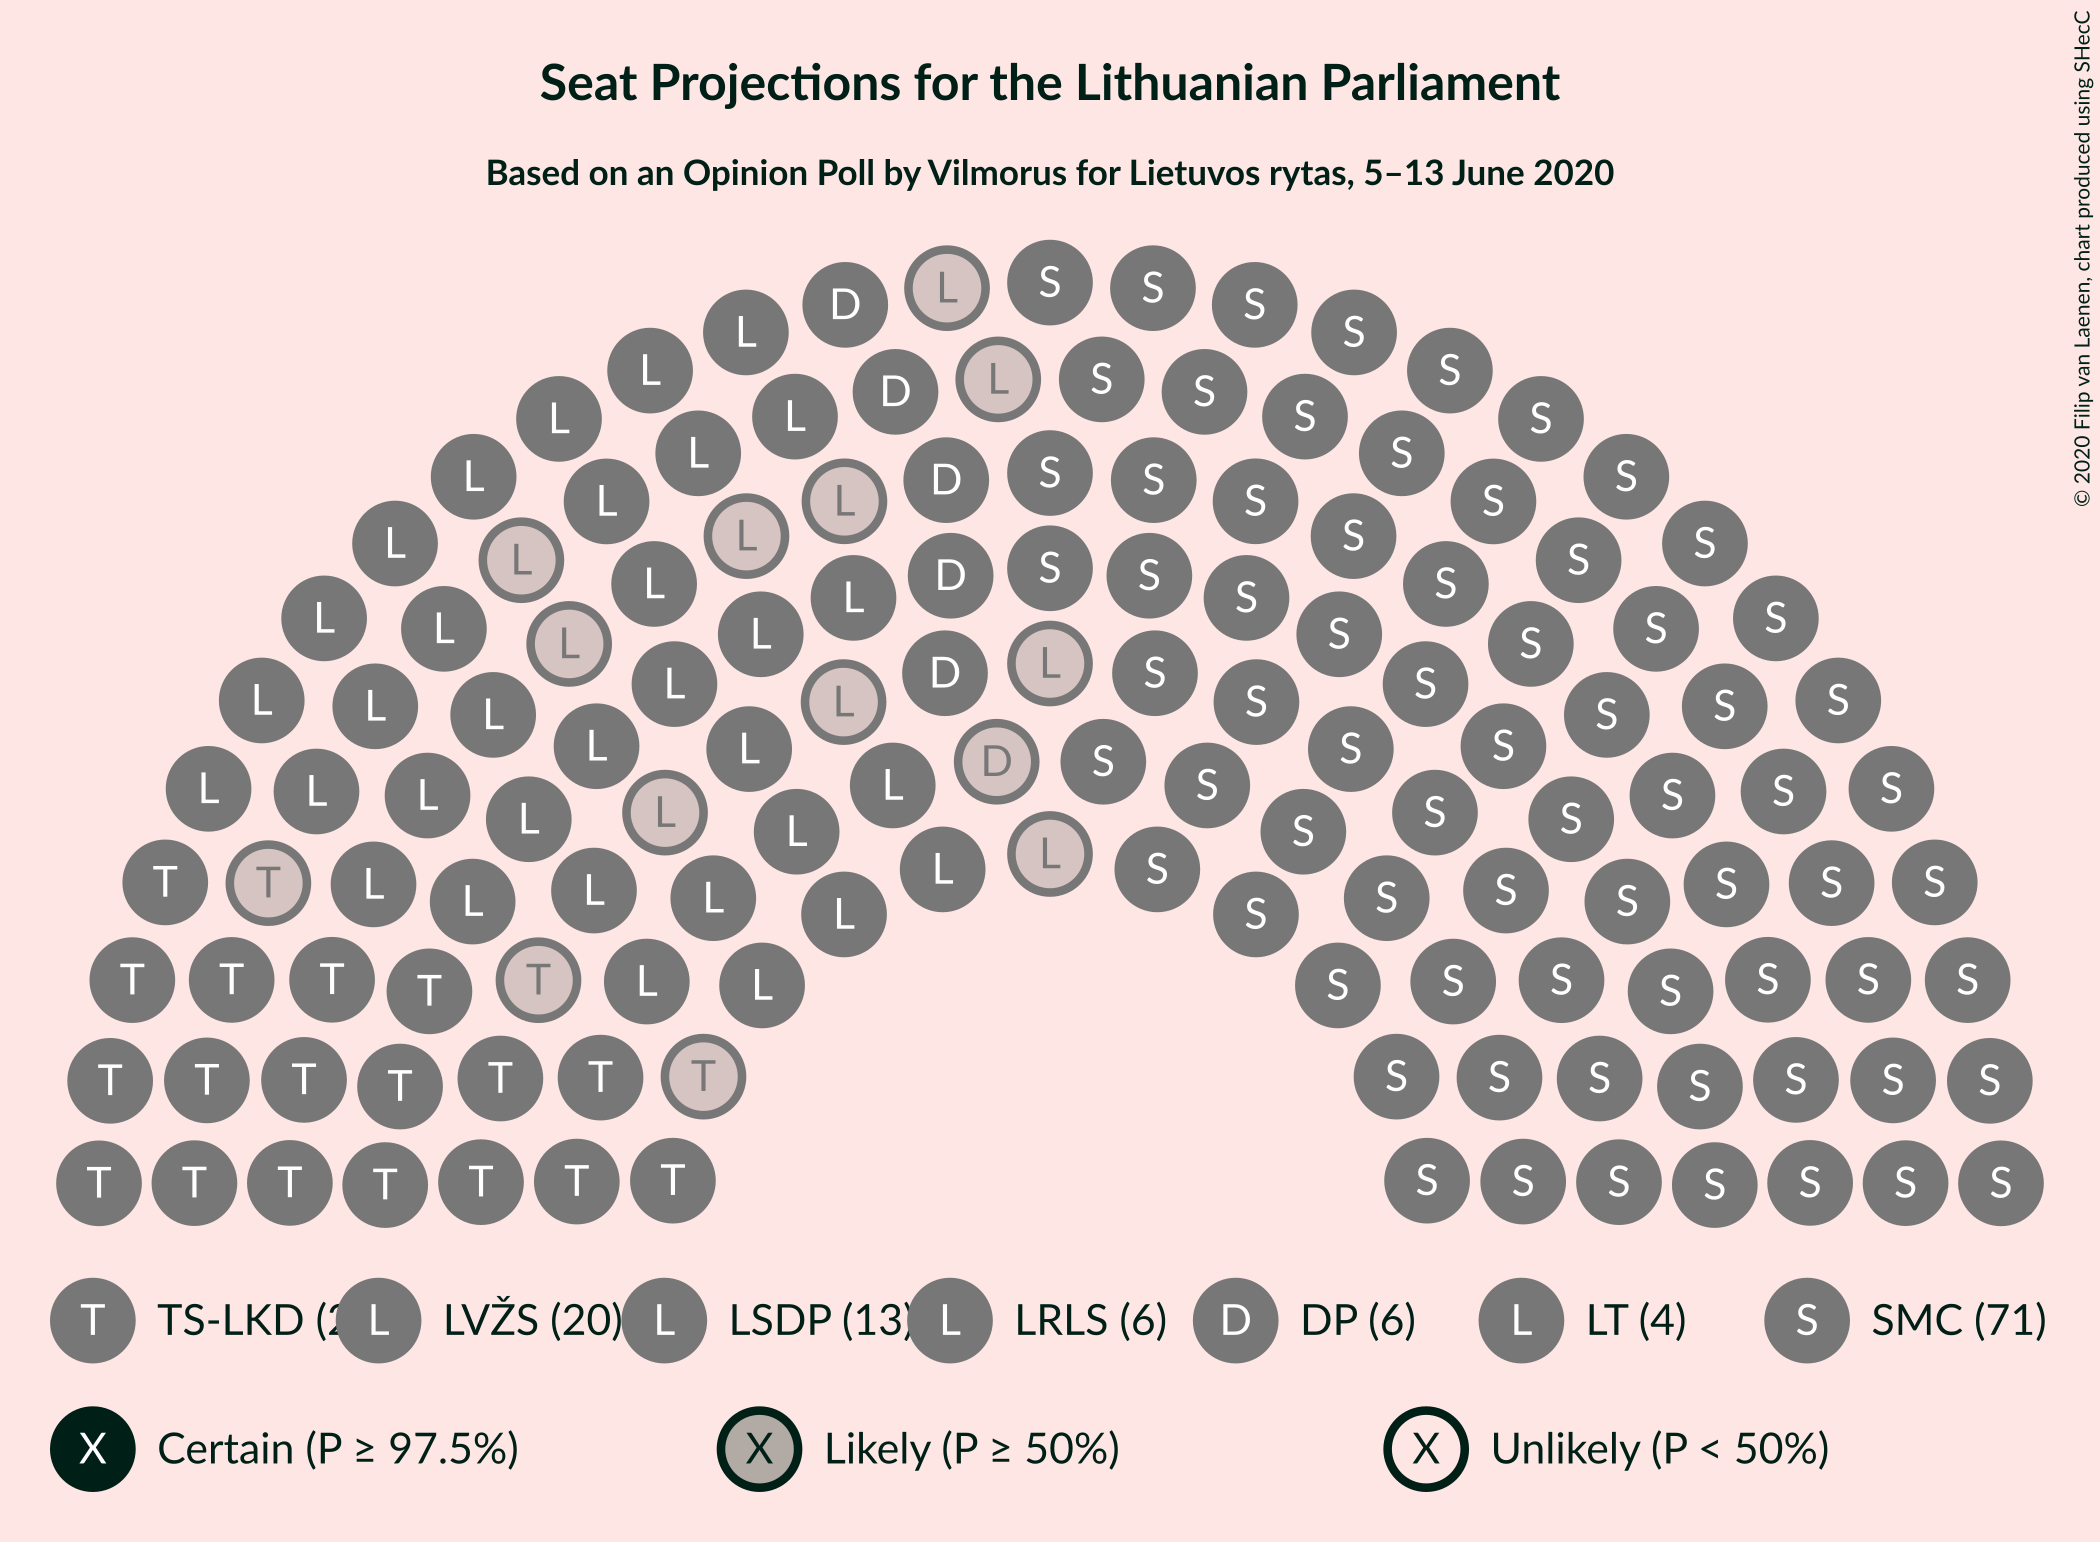 Seat Projections for the Lithuanian Parliament
Based on an Opinion Poll by Vilmorus for Lietuvos rytas, 5–13 June 2020
© 2020 Filip van Laenen, chart produced using SHecC
D L S S S
L S
L D L S S S
L L S S
L L D S S S S
L L S S
L L S S
L L D S S S S
L L S S
L L L S S S
L D L S S
L L L L S S S S
L L D S S S
L L L L L L L S S S S S S S
T T L L L L L L L S S S S S S S S
T T T T T L L S S S S S S S
T T T T T T T S S S S S S S
T T T T T T T S S S S S S S
T TS-LKD (2 L LVŽS (20) L LSDP (13) L LRLS (6) D DP (6) L LT (4) S SMC (71)
X Certain (P ≥ 97.5%) X Likely (P ≥ 50%) X Unlikely (P < 50%)